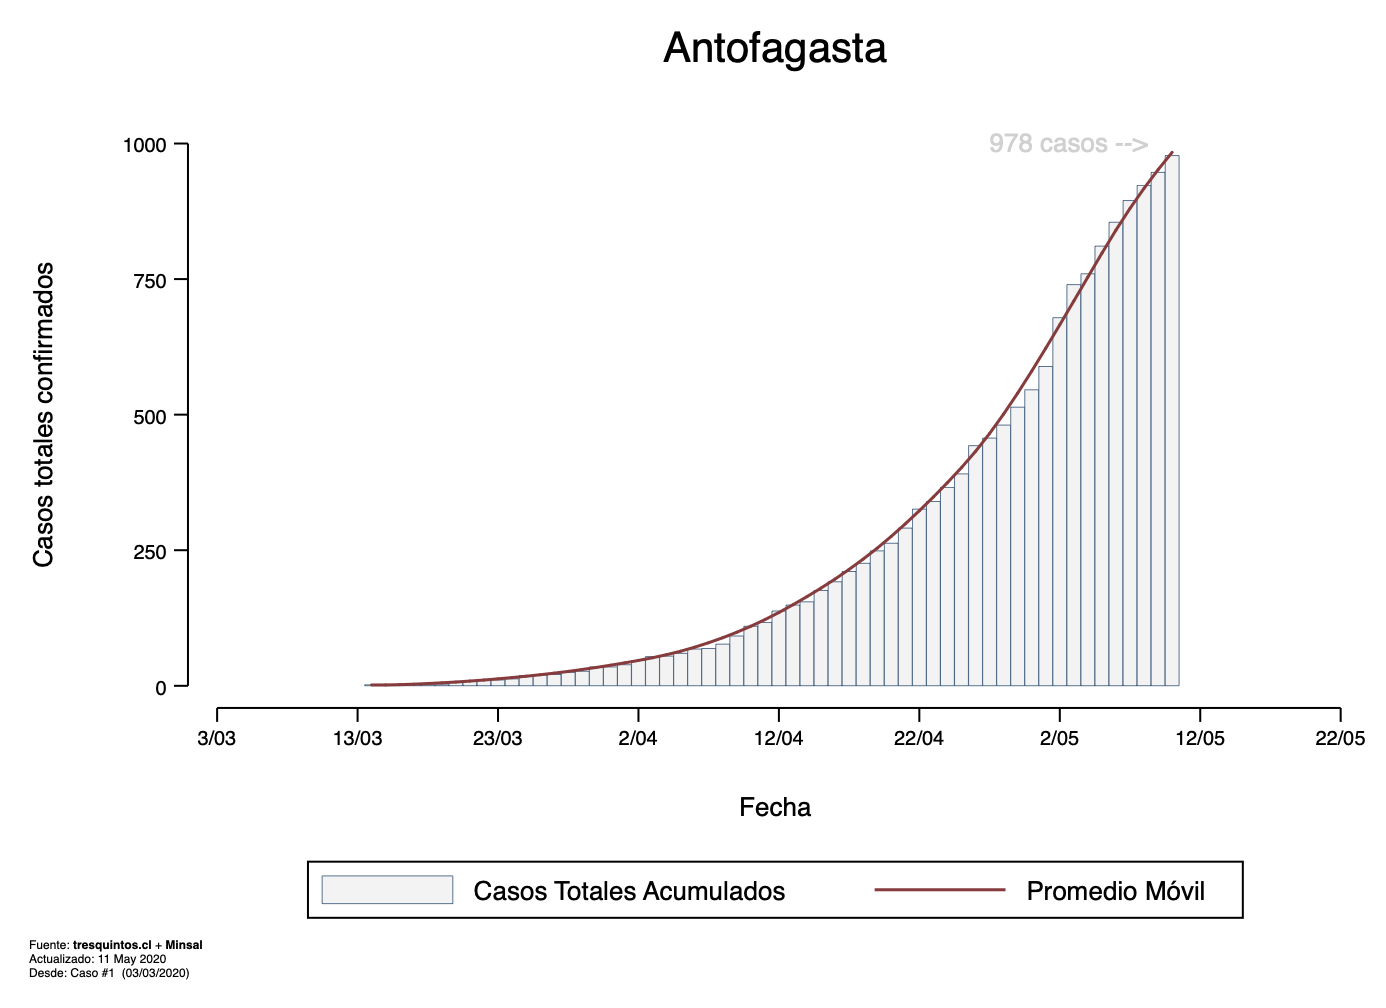 Antofagasta
978 casos -->
Casos totales confirmados
1000
750
500
250
0
3/03 13/03 23/03 2/04 12/04 22/04 2/05 12/05 22/05
Fecha
Casos Totales Acumulados Promedio Móvil
Fuente: tresquintos.cl + Minsal
Actualizado: 11 May 2020
Desde: Caso #1 (03/03/2020)